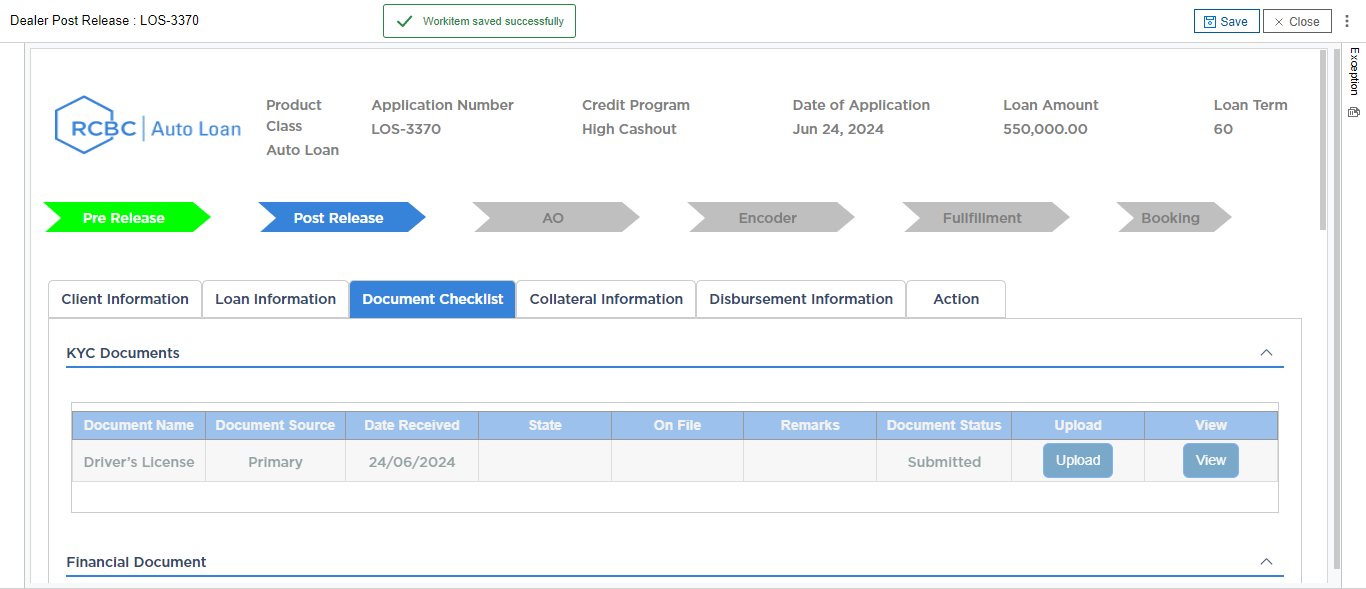 Dealer Post Release : LOS-3370
Workitem saved successfully
Save
Close
Exception
RCBC | Auto Loan
Product Class
Auto Loan
Application Number
LOS-3370
Credit Program
High Cashout
Date of Application
Jun 24, 2024
Loan Amount
550,000.00
Loan Term
60
Pre Release
Post Release
AO
Encoder
Fullfillment
Booking
Client Information
Loan Information
Document Checklist
Collateral Information
Disbursement Information
Action
KYC Documents
Document Name Document Source Date Received State On File Remarks Document Status Upload View
Driver's License Primary 24/06/2024 Submitted Upload View
Financial Document